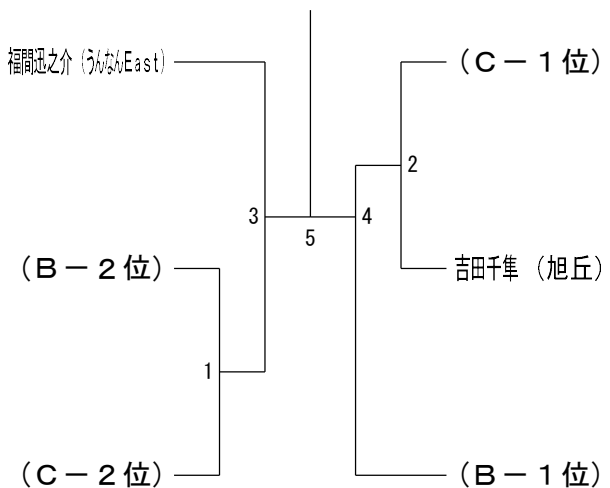 福間迅之介（うんなんEast）
（C－1位）
2
3
4
5
（B－2位）
吉田千隼（旭丘）
1
（C－2位）
（B－1位）